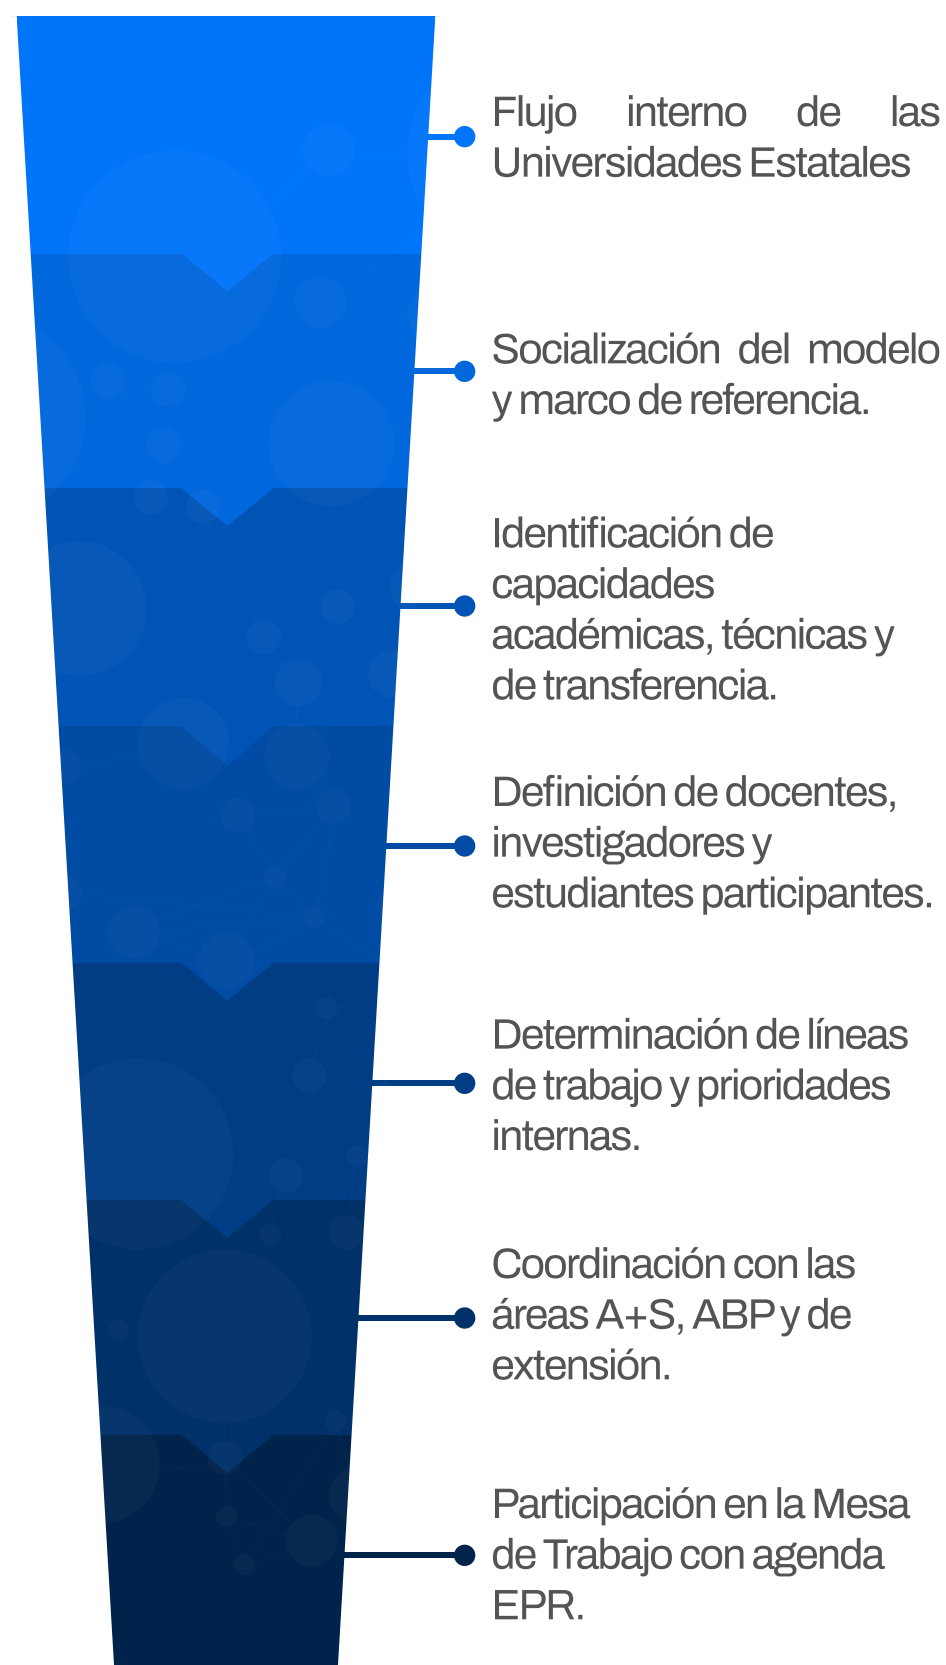 Flujo interno de las
Universidades Estatales
Socialización del modelo
y marco de referencia.
Identificación de
capacidades
académicas, técnicas y
de transferencia.
Definición de docentes,
investigadores y
estudiantes participantes.
Determinación de líneas
de trabajo y prioridades
internas.
Coordinación con las
áreas A+S, ABP y de
extensión.
Participación en la Mesa
de Trabajo con agenda
EPR.